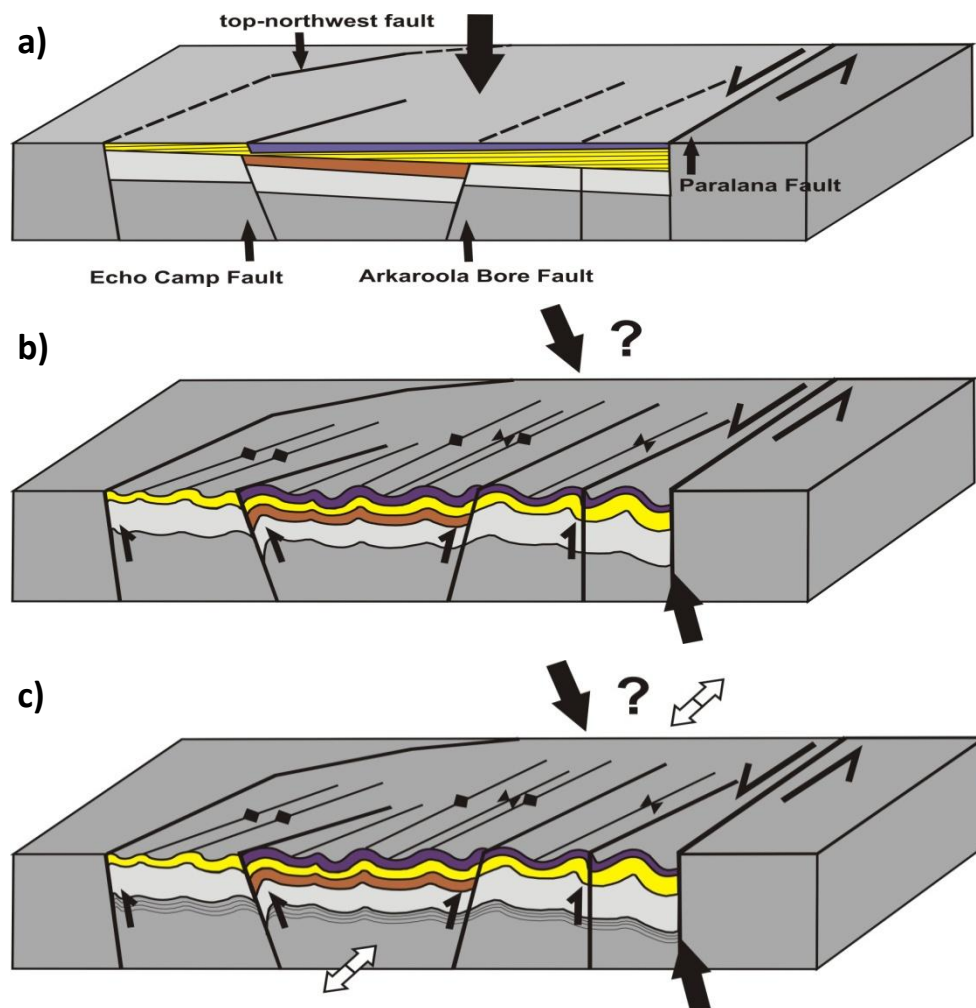 a)
top-northwest fault
Paralana Fault
Echo Camp Fault
Arkaroola Bore Fault
b)
?
c)
?